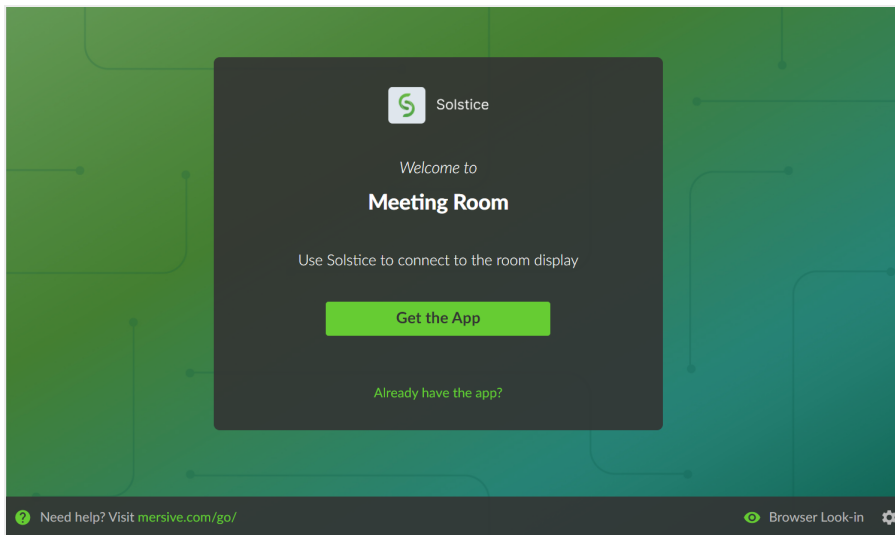 Solstice
Welcome to
Meeting Room
Use Solstice to connect to the room display
Get the App
Already have the app?
Need help? Visit mersive.com/go/
Browser Look-in